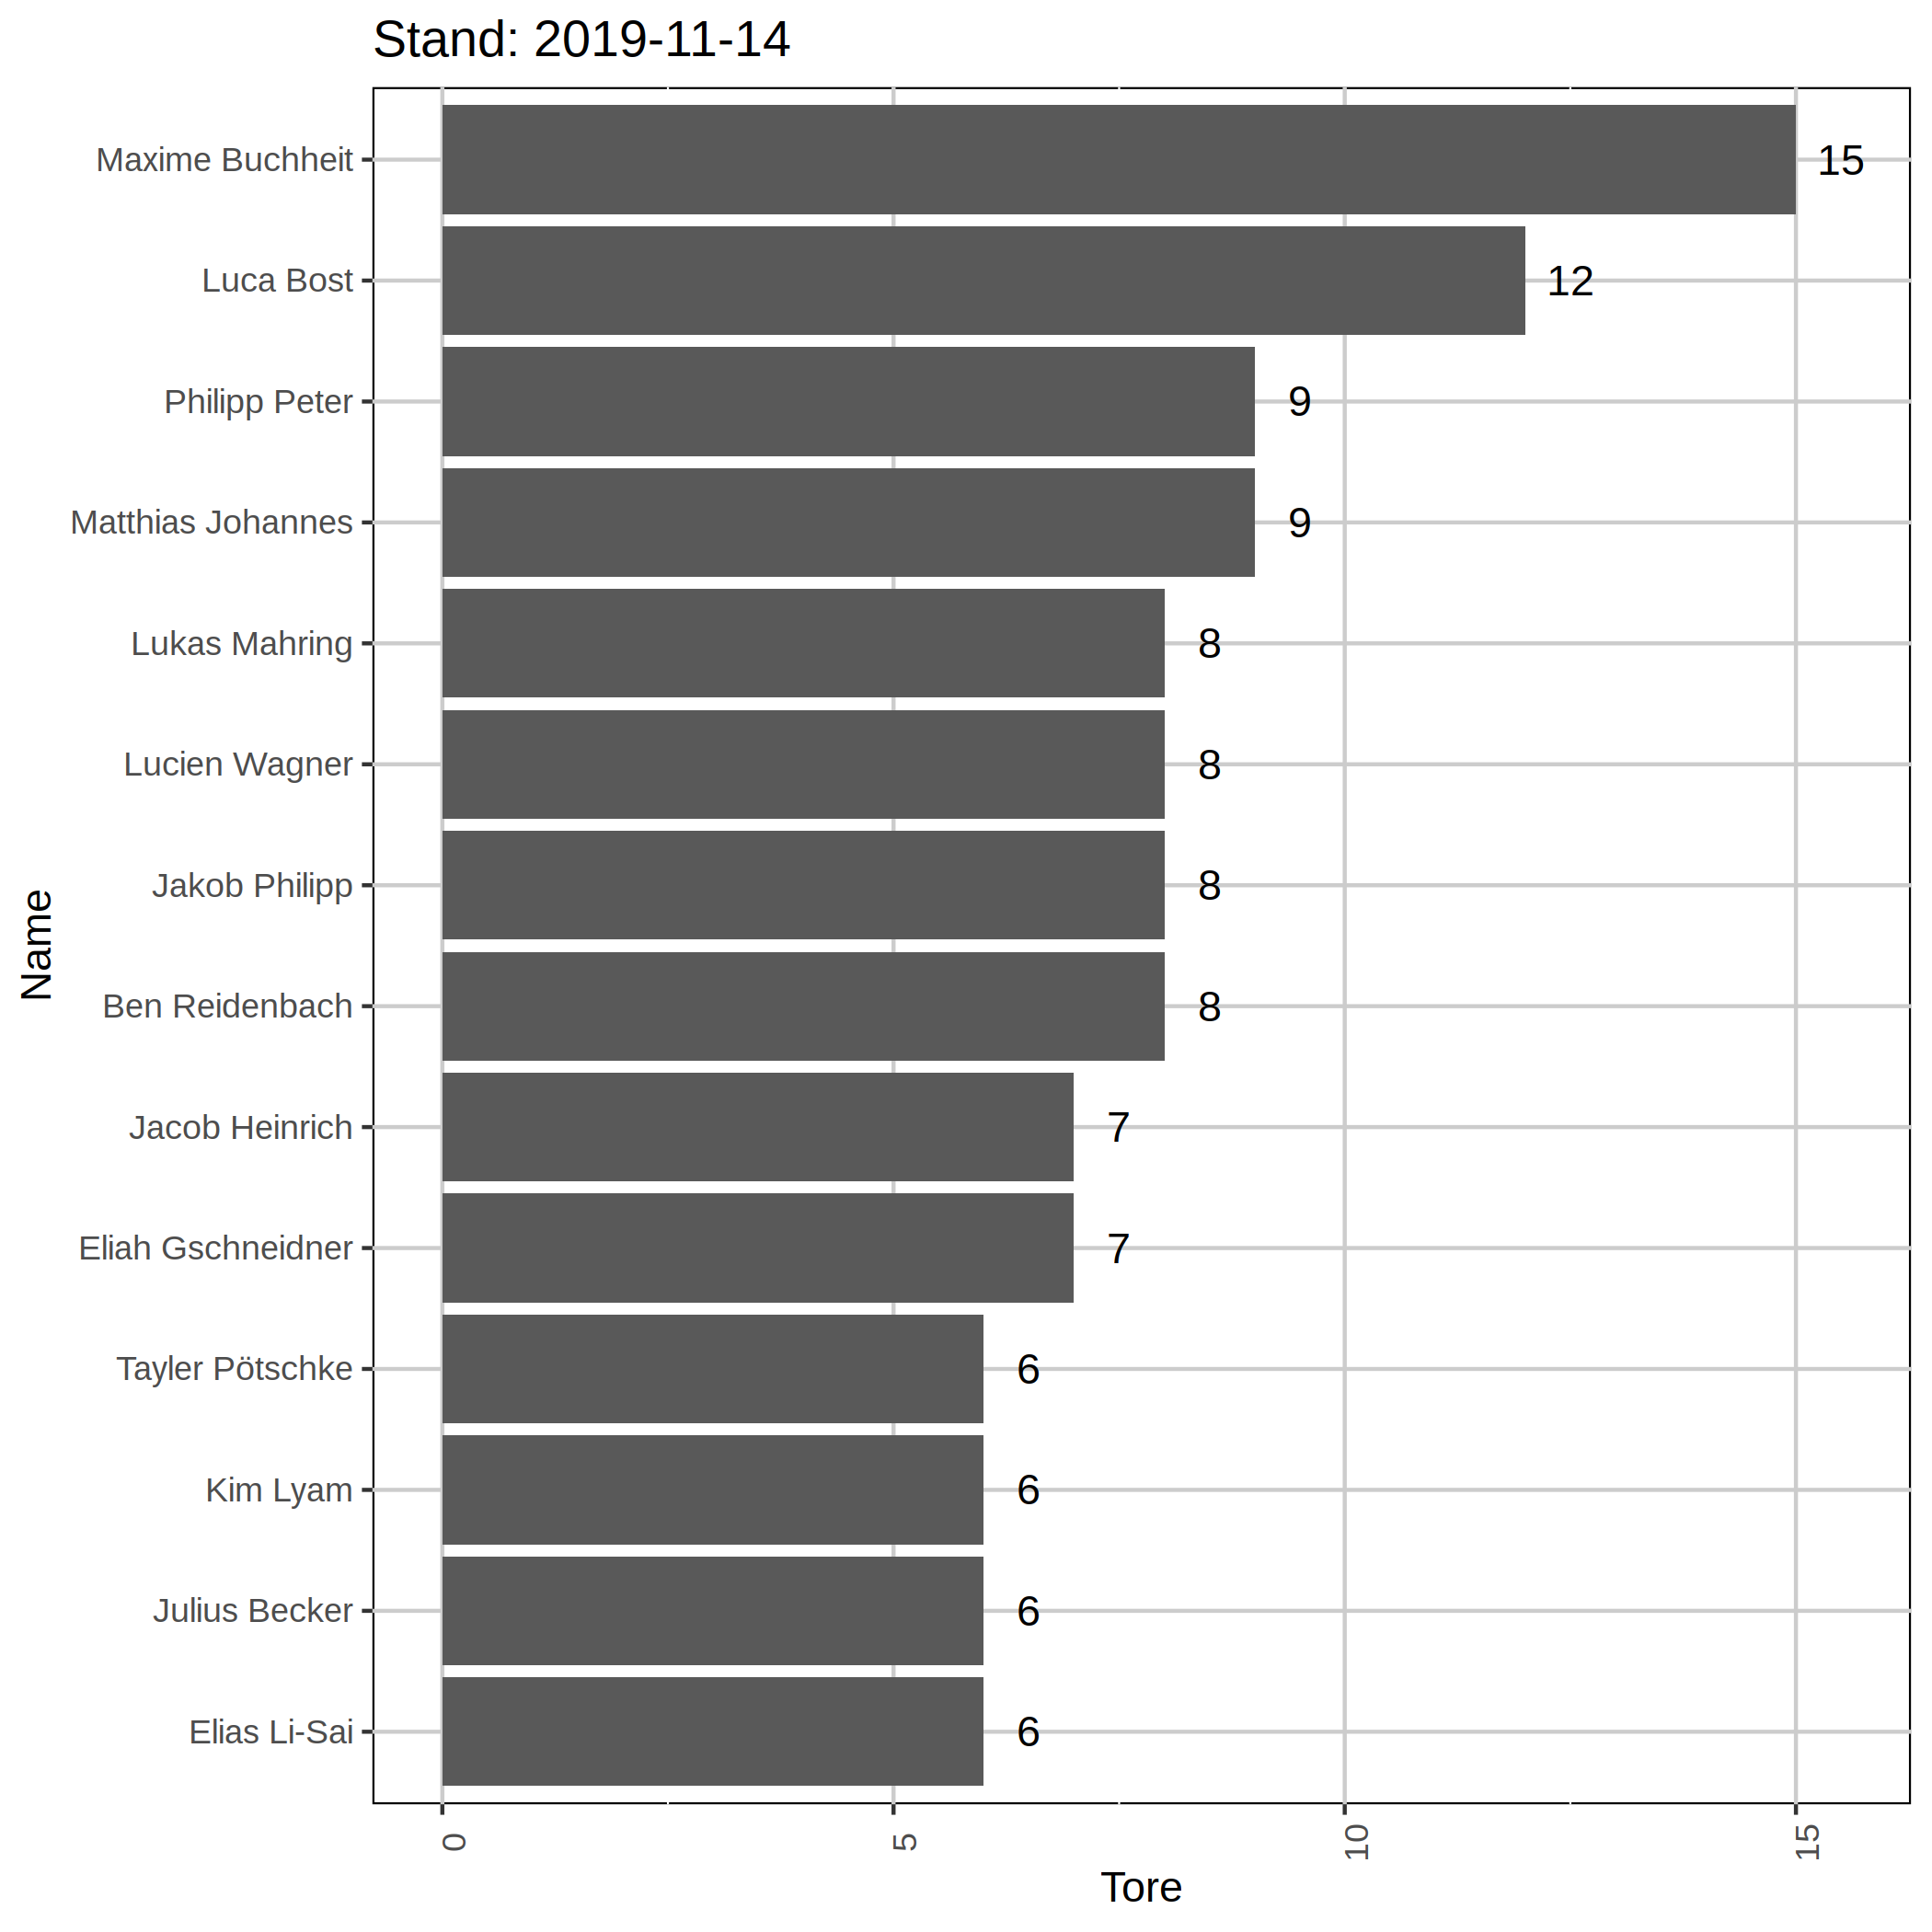 Stand: 2019-11-14
Maxime Buchheit 15
Luca Bost 12
Philipp Peter 9
Matthias Johannes 9
Lukas Mahring 8
Lucien Wagner 8
Jakob Philipp 8
Ben Reidenbach 8
Jacob Heinrich 7
Eliah Gschneidner 7
Tayler Pötschke 6
Kim Lyam 6
Julius Becker 6
Elias Li-Sai 6
Name
0 5 10 15
Tore